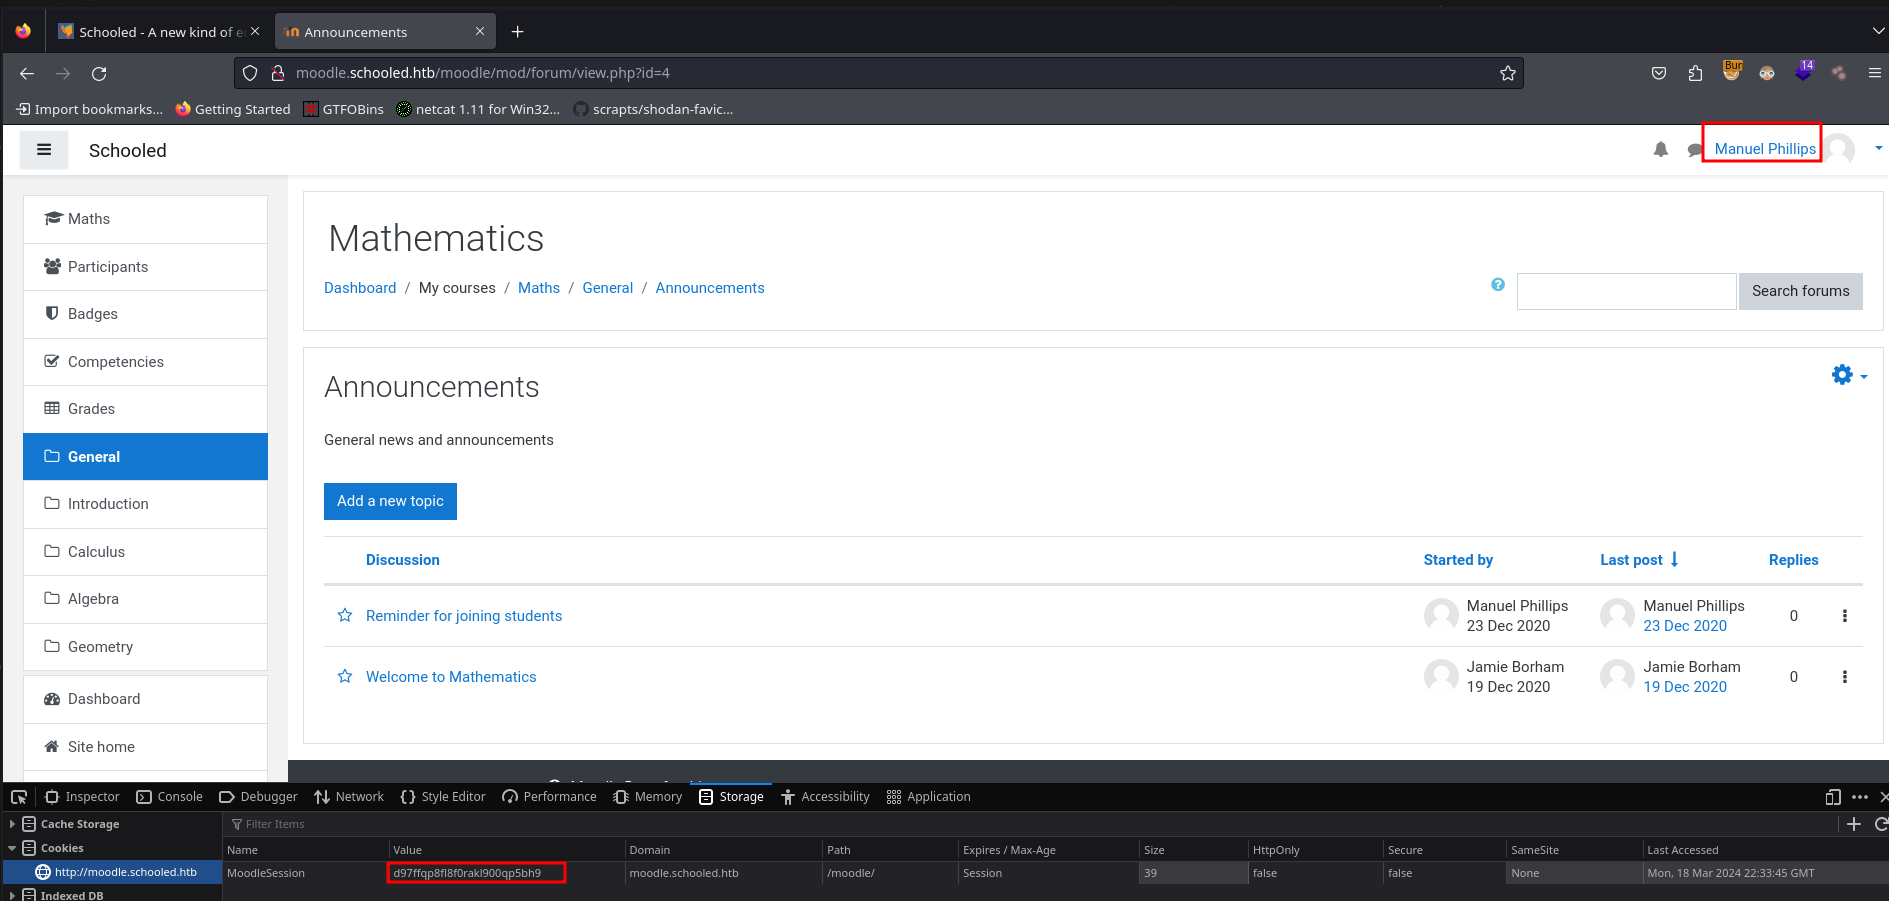 Schooled - A new kind of e
Announcements
moodle.schooled.htb/moodle/mod/forum/view.php?id=4
Bur
14
Import bookmarks...
Getting Started
GTFOBins
netcat 1.11 for Win32...
scrapts/shodan-favic...
Schooled
Manuel Phillips
Maths
Participants
Badges
Competencies
Grades
General
Introduction
Calculus
Algebra
Geometry
Dashboard
Site home
Mathematics
Dashboard / My courses / Maths / General / Announcements
Search forums
Announcements
General news and announcements
Add a new topic
Discussion Started by Last post Replies
Reminder for joining students Manuel Phillips Manuel Phillips 0
23 Dec 2020 23 Dec 2020
Welcome to Mathematics Jamie Borham Jamie Borham 0
19 Dec 2020 19 Dec 2020
Inspector Console Debugger Network Style Editor Performance Memory Storage Accessibility Application
Cache Storage
Cookies
http://moodle.schooled.htb
Indexed DB
Filter Items
Name Value Domain Path Expires / Max-Age Size HttpOnly Secure SameSite Last Accessed
MoodleSession d97ffqp8fl8f0rakl900qp5bh9 moodle.schooled.htb /moodle/ Session 39 false false None Mon, 18 Mar 2024 22:33:45 GMT